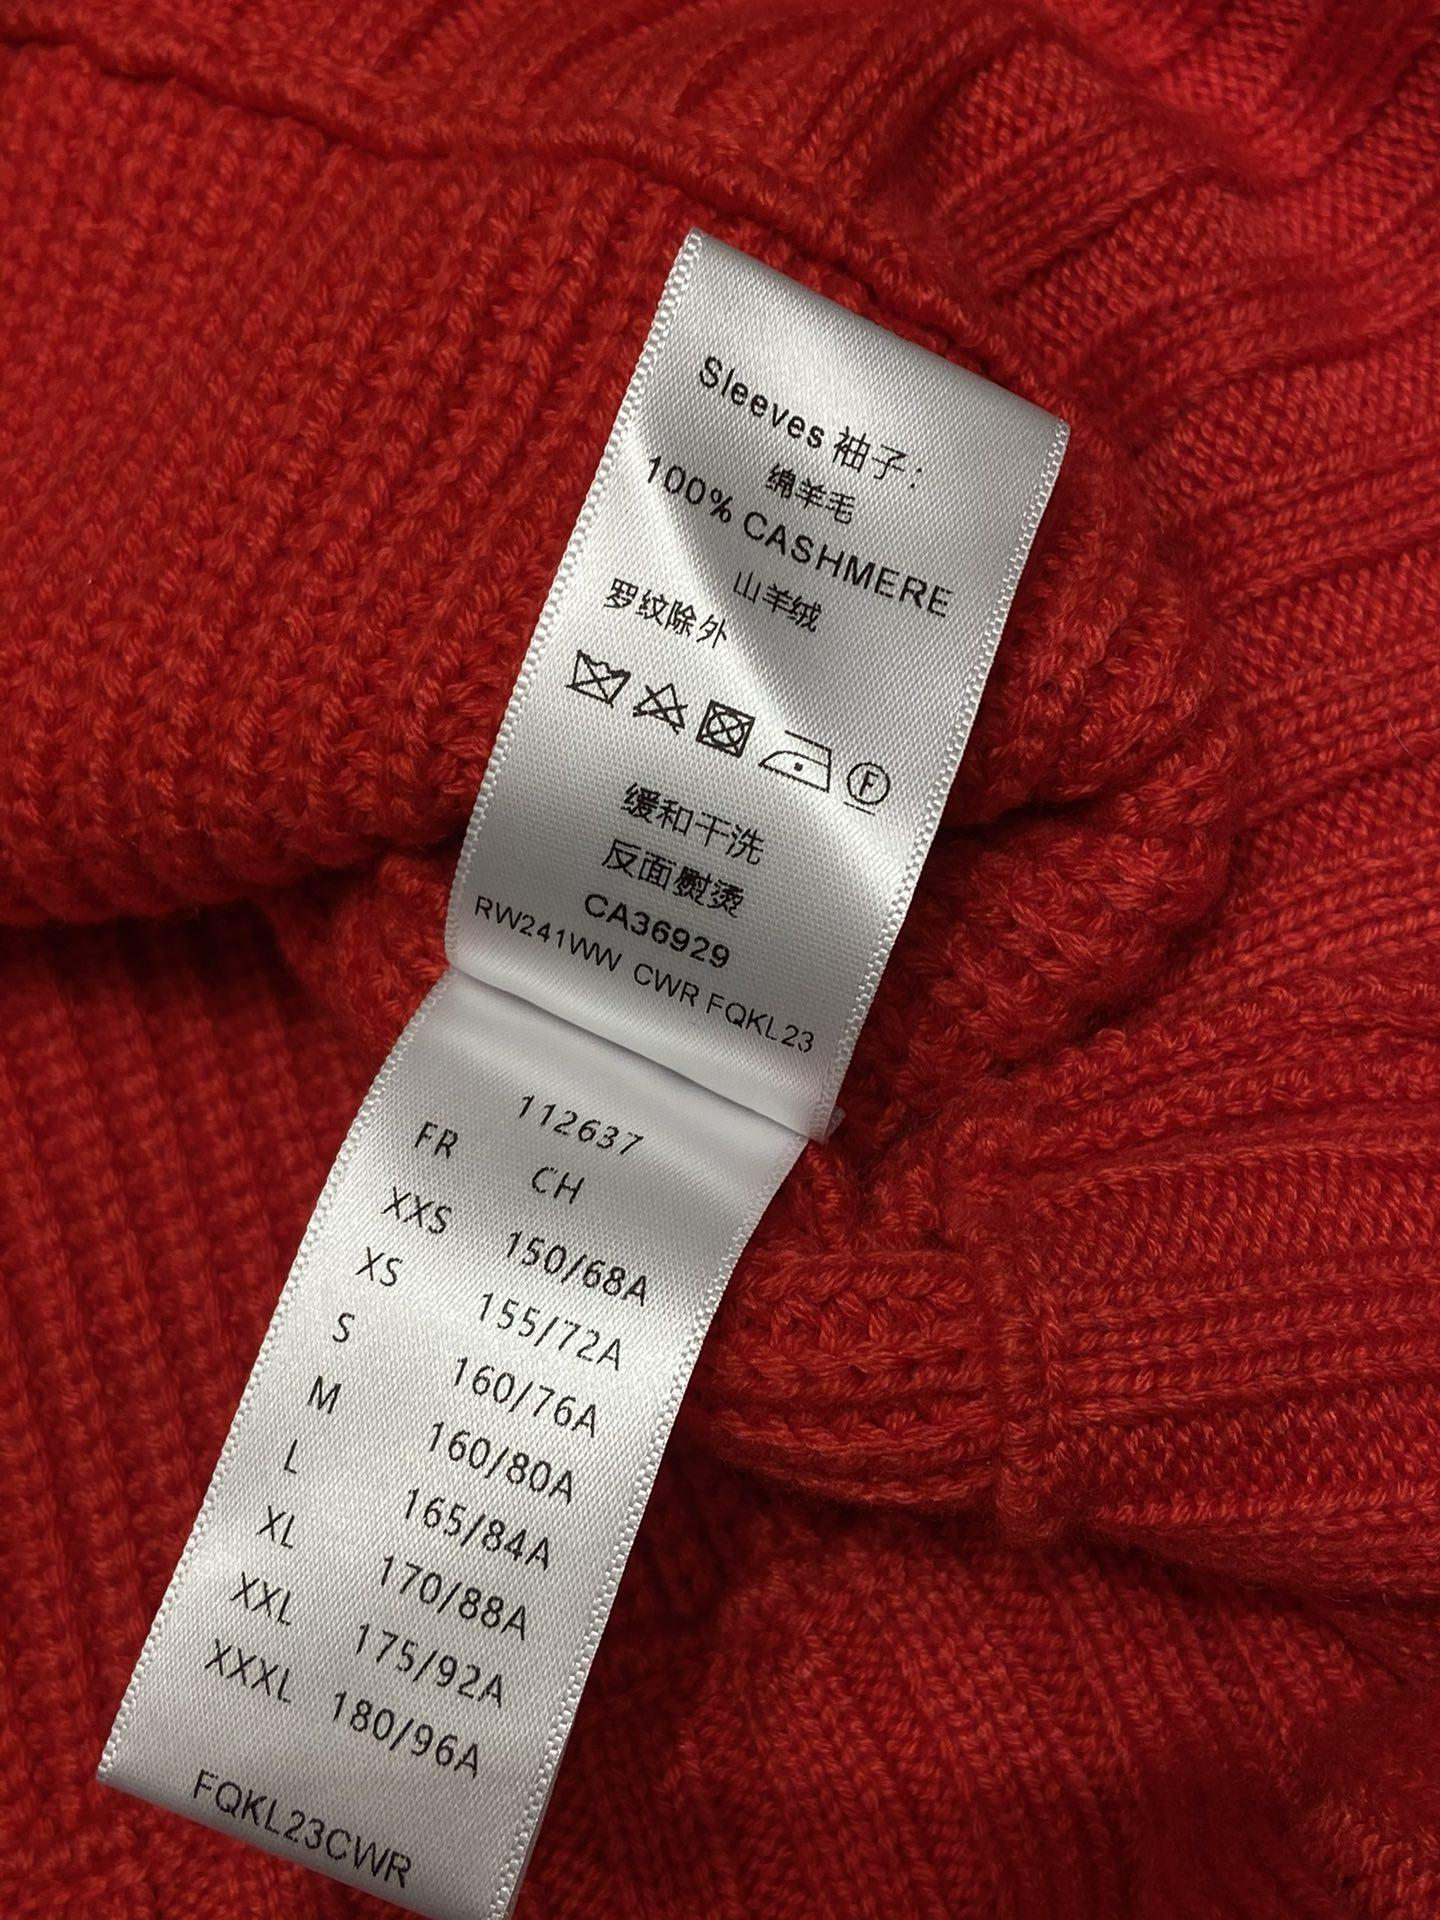 Sleeves 袖子:
绵羊毛
100% CASHMERE
山羊绒
罗纹除外
F
缓和干洗
反面熨烫
CA36929
RW241WW CWR FQKL23
112637
FR CH
XXS 150/68A
XS 155/72A
S 160/76A
M 160/80A
L 165/84A
XL 170/88A
XXL 175/92A
XXXL 180/96A
FQKL23CWR